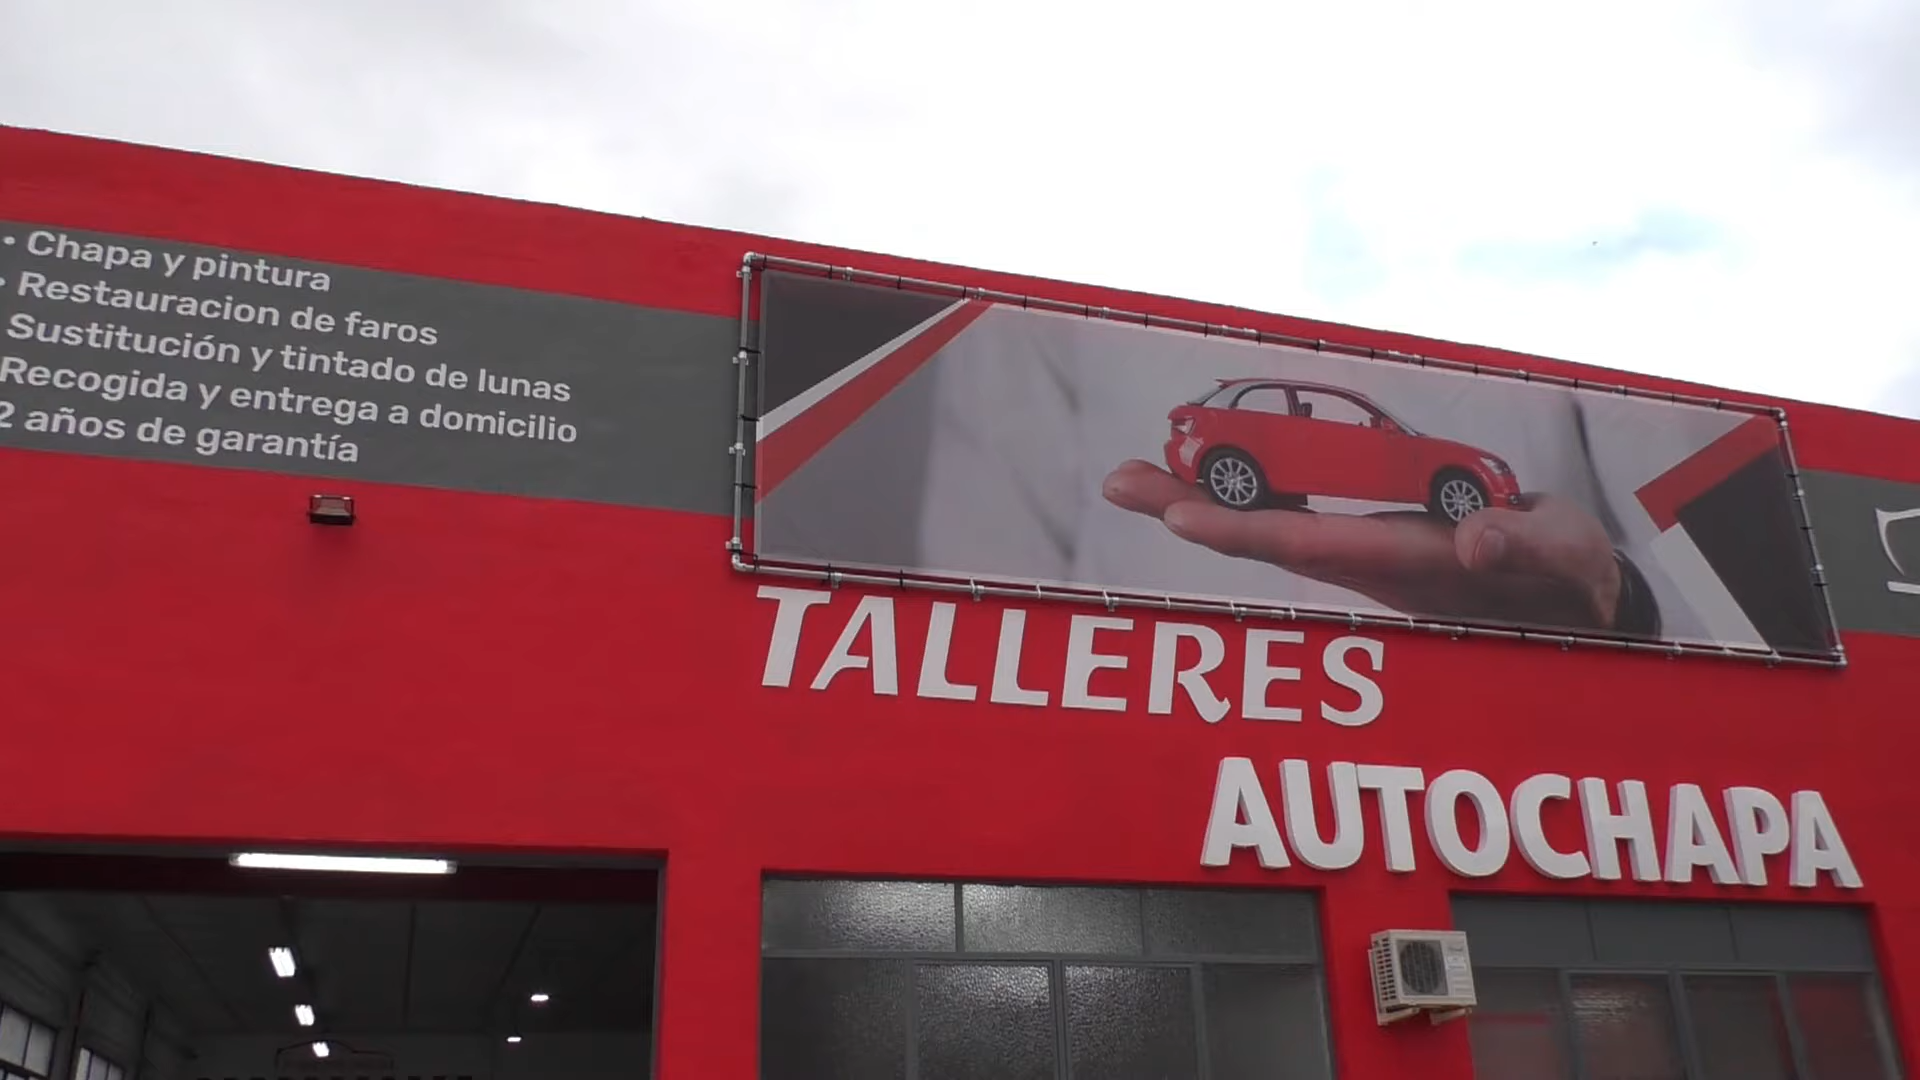 • Chapa y pintura
• Restauracion de faros
Sustitución y tintado de lunas
Recogida y entrega a domicilio
2 años de garantía
TALLERES
AUTOCHAPA